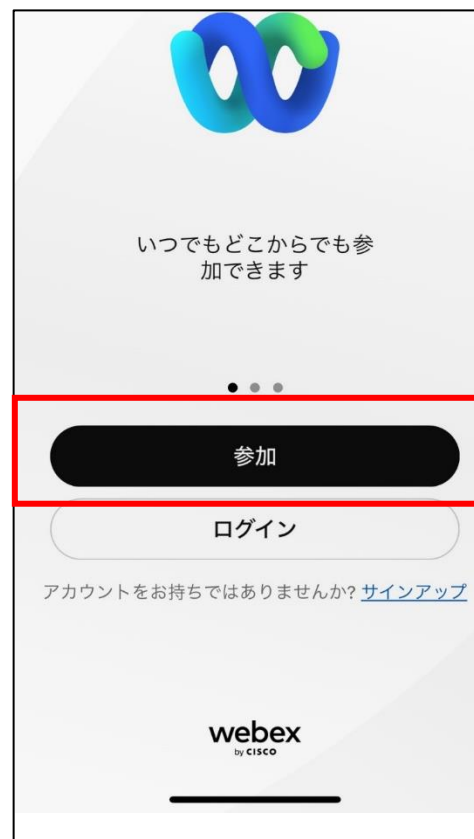 いつでもどこからでも参
加できます
参加
ログイン
アカウントをお持ちではありませんか? サインアップ
webex
by CISCO